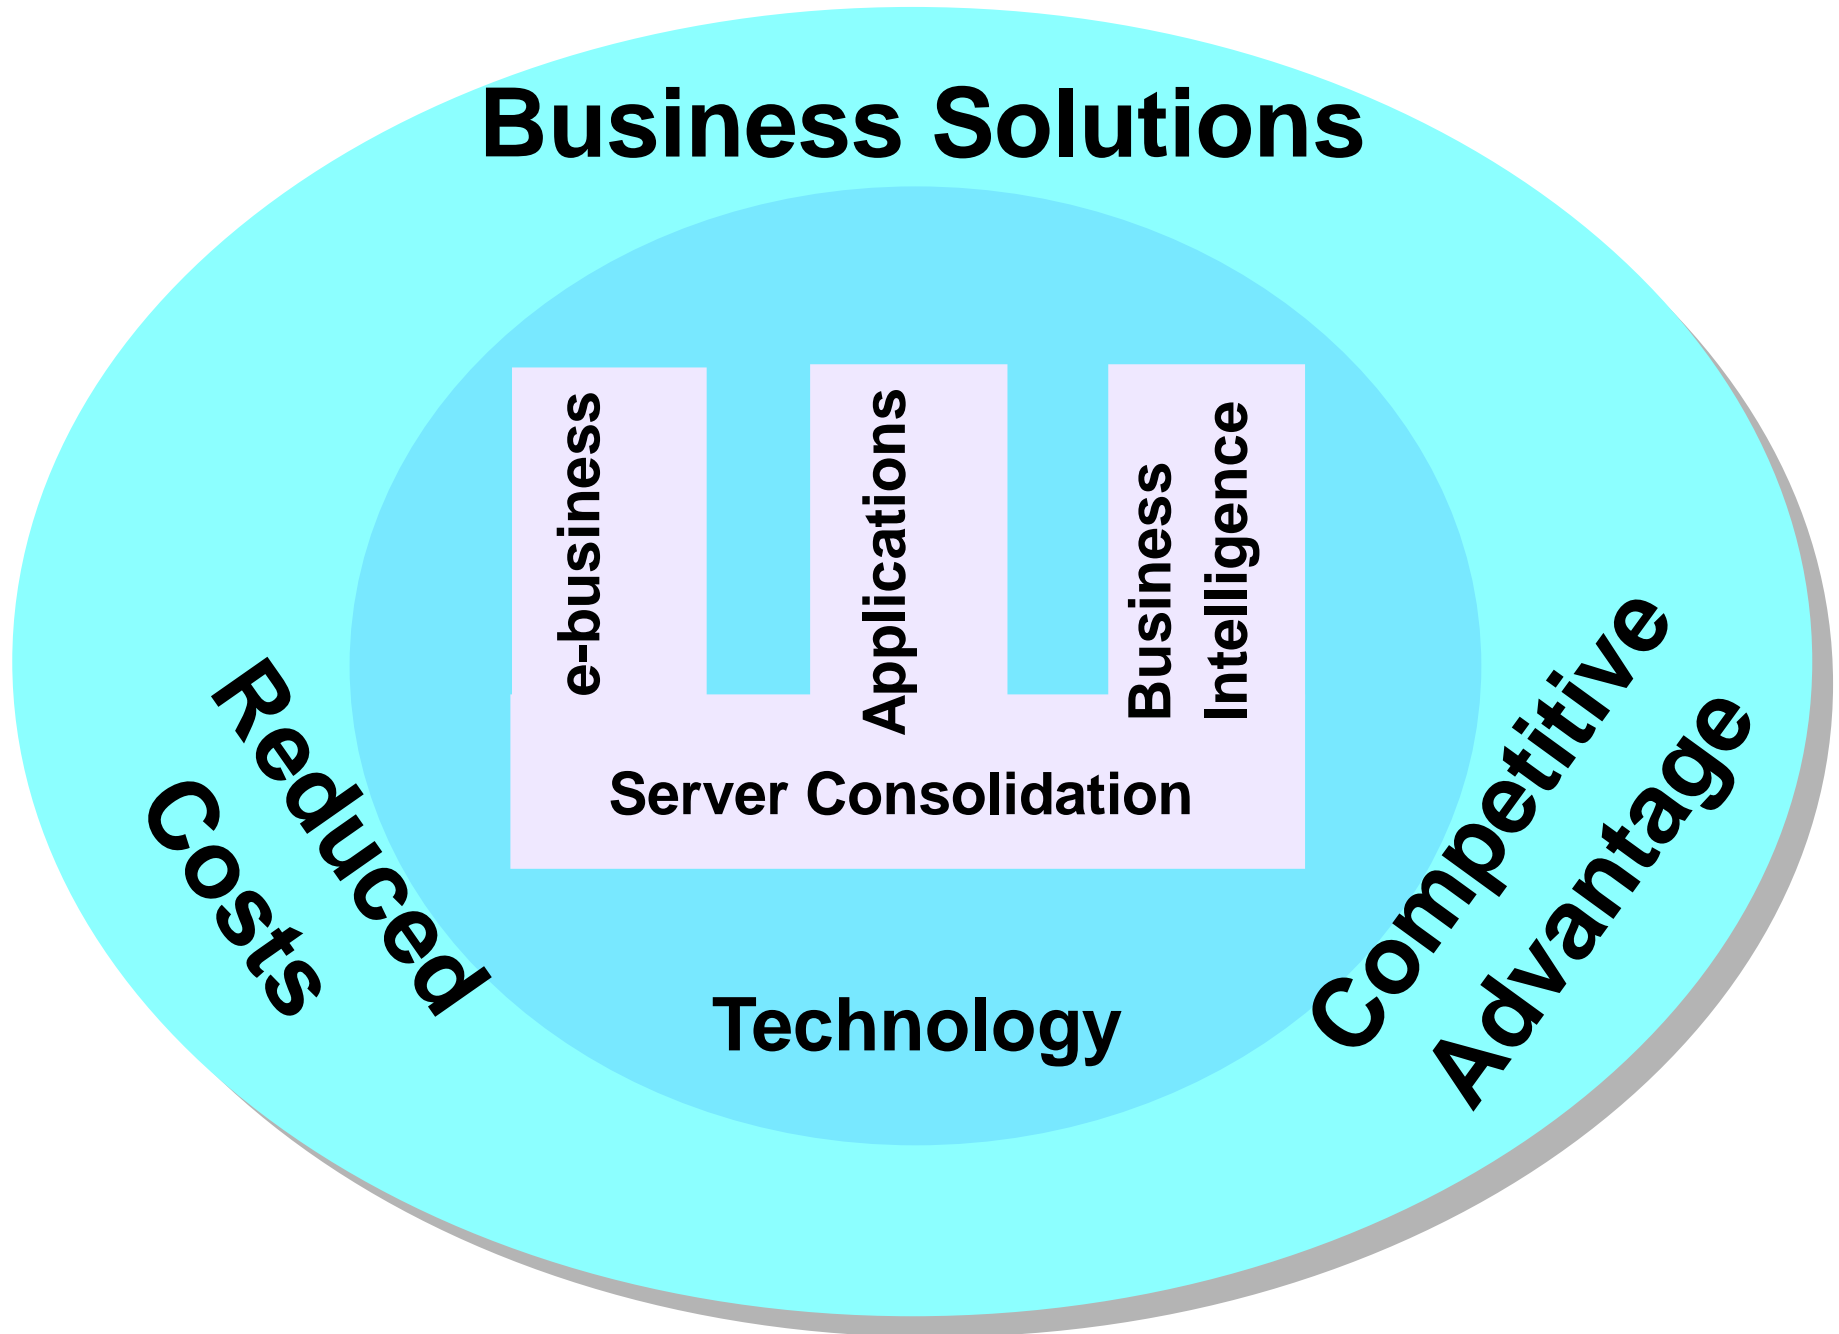 Business Solutions
e-business
Applications
Business
Intelligence
Server Consolidation
Reduced
Costs
Competitive
Advantage
Technology